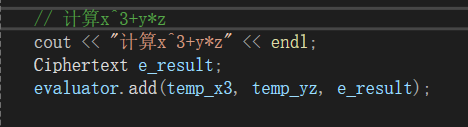 // 计算x^3+y*z
cout << "计算x^3+y*z" << endl;
Ciphertext e_result;
evaluator.add(temp_x3, temp_yz, e_result);